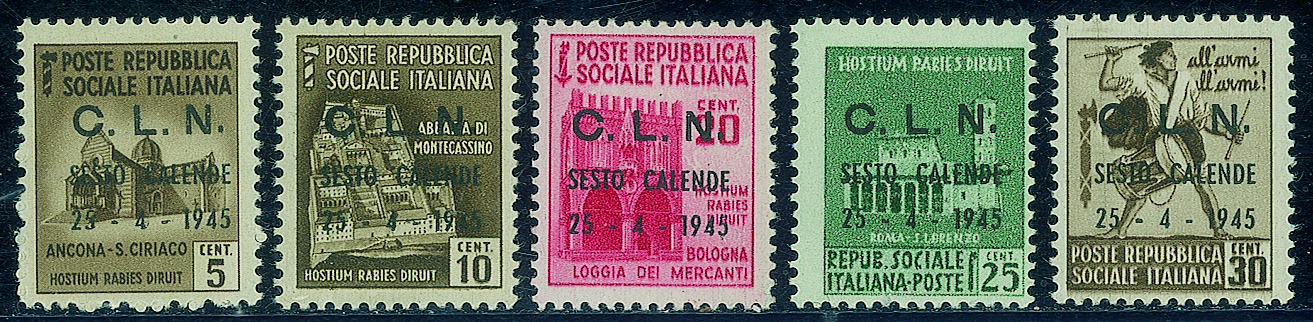 POSTE REPUBBLICA
SOCIALE ITALIANA
C. L. N.
SESTO CALENDE
25 - 4 - 1945
ANCONA-S. CIRIACO
HOSTIUM RABIES DIRUIT
CENT.
5
POSTE REPUBBLICA
SOCIALE ITALIANA
C. L. N.
ABBAZIA DI
MONTECASSINO
SESTO CALENDE
25 - 4 - 1945
HOSTIUM RABIES DIRUIT
CENT.
10
POSTE REPUBBLICA
SOCIALE ITALIANA
CENT.
20
C. L. N.
SESTO CALENDE
HOSTIUM
RABIES
DIRUIT
25 - 4 - 1945
BOLOGNA
LOGGIA DEI MERCANTI
HOSTIUM RABIES DIRUIT
C. L. N.
SESTO CALENDE
25 - 4 - 1945
ROMA-S. LORENZO
REPUB. SOCIALE
ITALIANA-POSTE
CENT.
25
all'armi
all'armi!
C. L. N.
SESTO CALENDE
25 - 4 - 1945
POSTE REPUBBLICA
SOCIALE ITALIANA
CENT.
30